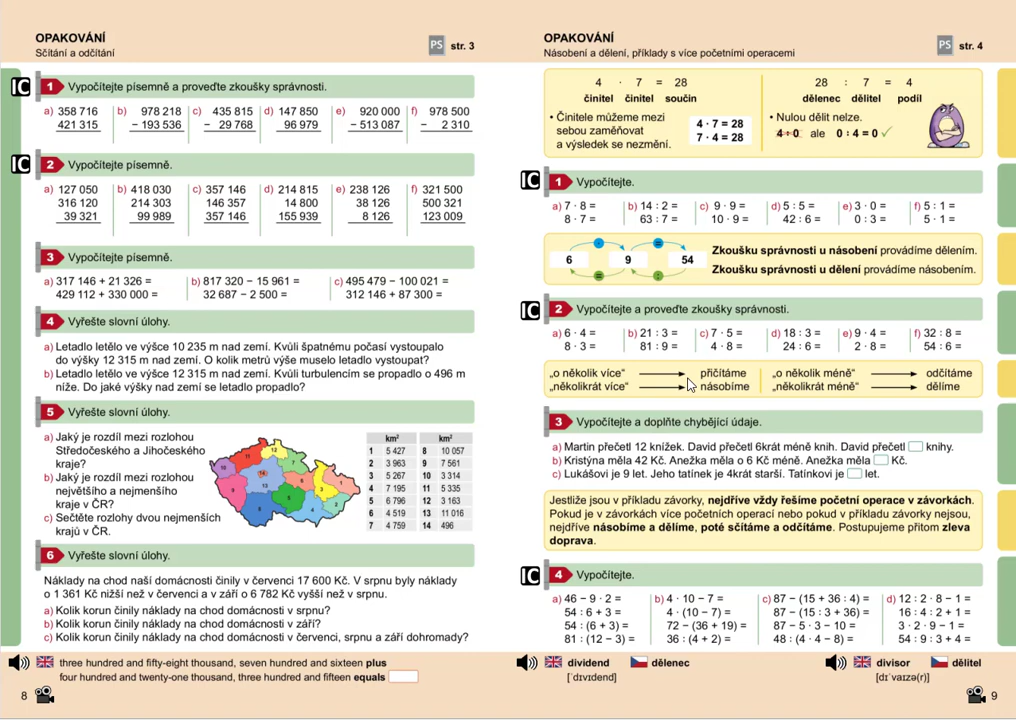 OPAKOVÁNÍ
Sčítání a odčítání
PS str. 3
IC 1 Vypočítejte písemně a proveďte zkoušky správnosti.
a) 358 716 b) 978 218 c) 435 815 d) 147 850 e) 920 000 f) 978 500
421 315 − 193 536 − 29 768 96 979 − 513 087 − 2 310
IC 2 Vypočítejte písemně.
a) 127 050 b) 418 030 c) 357 146 d) 214 815 e) 238 126 f) 321 500
316 120 214 303 146 357 14 800 38 126 500 321
39 321 99 989 357 146 155 939 8 126 123 009
3 Vypočítejte.
a) 317 146 + 21 326 = b) 817 320 − 15 961 = c) 495 479 − 100 021 =
429 112 + 330 000 = 32 687 − 2 500 = 312 146 + 87 300 =
4 Vyřešte slovní úlohy.
a) Letadlo letělo ve výšce 10 235 m nad zemí. Kvůli špatnému počasí vystoupalo
do výšky 12 315 m nad zemí. O kolik metrů výše muselo letadlo vystoupat?
b) Letadlo letělo ve výšce 12 315 m nad zemí. Kvůli turbulencím se propadlo o 496 m
níže. Do jaké výšky nad zemí se letadlo propadlo?
5 Vyřešte slovní úlohy.
a) Jaký je rozdíl mezi rozlohou
Středočeského a Jihočeského
kraje?
b) Jaký je rozdíl mezi rozlohou
největšího a nejmenšího
kraje v ČR?
c) Sečtěte rozlohy dvou nejmenších
krajů v ČR.
km² km²
1 5 427 8 10 057
2 3 963 9 7 561
3 5 267 10 3 314
4 7 195 11 5 335
5 6 796 12 3 163
6 4 519 13 11 016
7 4 759 14 496
6 Vyřešte slovní úlohy.
Náklady na chod naší domácnosti činily v červenci 17 600 Kč. V srpnu byly náklady
o 1 361 Kč nižší než v červenci a v září o 6 782 Kč vyšší než v srpnu.
a) Kolik korun činily náklady na chod domácnosti v srpnu?
b) Kolik korun činily náklady na chod domácnosti v září?
c) Kolik korun činily náklady na chod domácnosti v červenci, srpnu a září dohromady?
three hundred and fifty-eight thousand, seven hundred and sixteen plus
four hundred and twenty-one thousand, three hundred and fifteen equals
8
OPAKOVÁNÍ
Násobení a dělení, příklady s více početními operacemi
PS str. 4
4 · 7 = 28
činitel činitel součin
• Činitele můžeme mezi
sebou zaměňovat
a výsledek se nezmění.
4 · 7 = 28
7 · 4 = 28
28 : 7 = 4
dělenec dělitel podíl
• Nulou dělit nelze.
4 ÷ 0 ale 0 : 4 = 0 ✓
IC 1 Vypočítejte.
a) 7 · 8 = b) 14 : 2 = c) 9 · 9 = d) 5 : 5 = e) 3 · 0 = f) 5 : 1 =
8 · 7 = 63 : 7 = 10 · 9 = 42 : 6 = 0 : 3 = 5 · 1 =
· =
6 9 54
= :
Zkoušku správnosti u násobení provádíme dělením.
Zkoušku správnosti u dělení provádíme násobením.
IC 2 Vypočítejte a proveďte zkoušky správnosti.
a) 6 · 4 = b) 21 : 3 = c) 7 · 5 = d) 18 : 3 = e) 9 · 4 = f) 32 : 8 =
8 · 3 = 81 : 9 = 4 · 8 = 24 : 6 = 2 · 8 = 54 : 6 =
„o několik více“ přičítáme „o několik méně“ odčítáme
„několikrát více“ násobíme „několikrát méně“ dělíme
3 Vypočítejte a doplňte chybějící údaje.
a) Martin přečetl 12 knížek. David přečetl 6krát méně knih. David přečetl knihy.
b) Kristýna měla 42 Kč. Anežka měla o 6 Kč méně. Anežka měla Kč.
c) Lukášovi je 9 let. Jeho tatínek je 4krát starší. Tatínkovi je let.
Jestliže jsou v příkladu závorky, nejdříve vždy řešíme početní operace v závorkách.
Pokud je v závorkách více početních operací nebo pokud v příkladu závorky nejsou,
nejdříve násobíme a dělíme, poté sčítáme a odčítáme. Postupujeme přitom zleva
doprava.
IC 4 Vypočítejte.
a) 46 − 9 · 2 = b) 4 · 10 − 7 = c) 87 − (15 + 36 : 4) = d) 12 : 2 · 8 − 1 =
54 : 6 + 3 = 4 · (10 − 7) = 87 − (15 : 3 + 36) = 16 : 4 : 2 + 1 =
54 : (6 + 3) = 72 − (36 + 19) = 87 − 5 · 3 − 10 = 3 · 2 · 9 − 1 =
81 : (12 − 3) = 36 : (4 + 2) = 48 : (4 · 4 − 8) = 54 : 9 : 3 + 4 =
dividend dělenec divisor dělitel
[ˈdɪvɪdend] [dɪˈvaɪzə(r)]
9